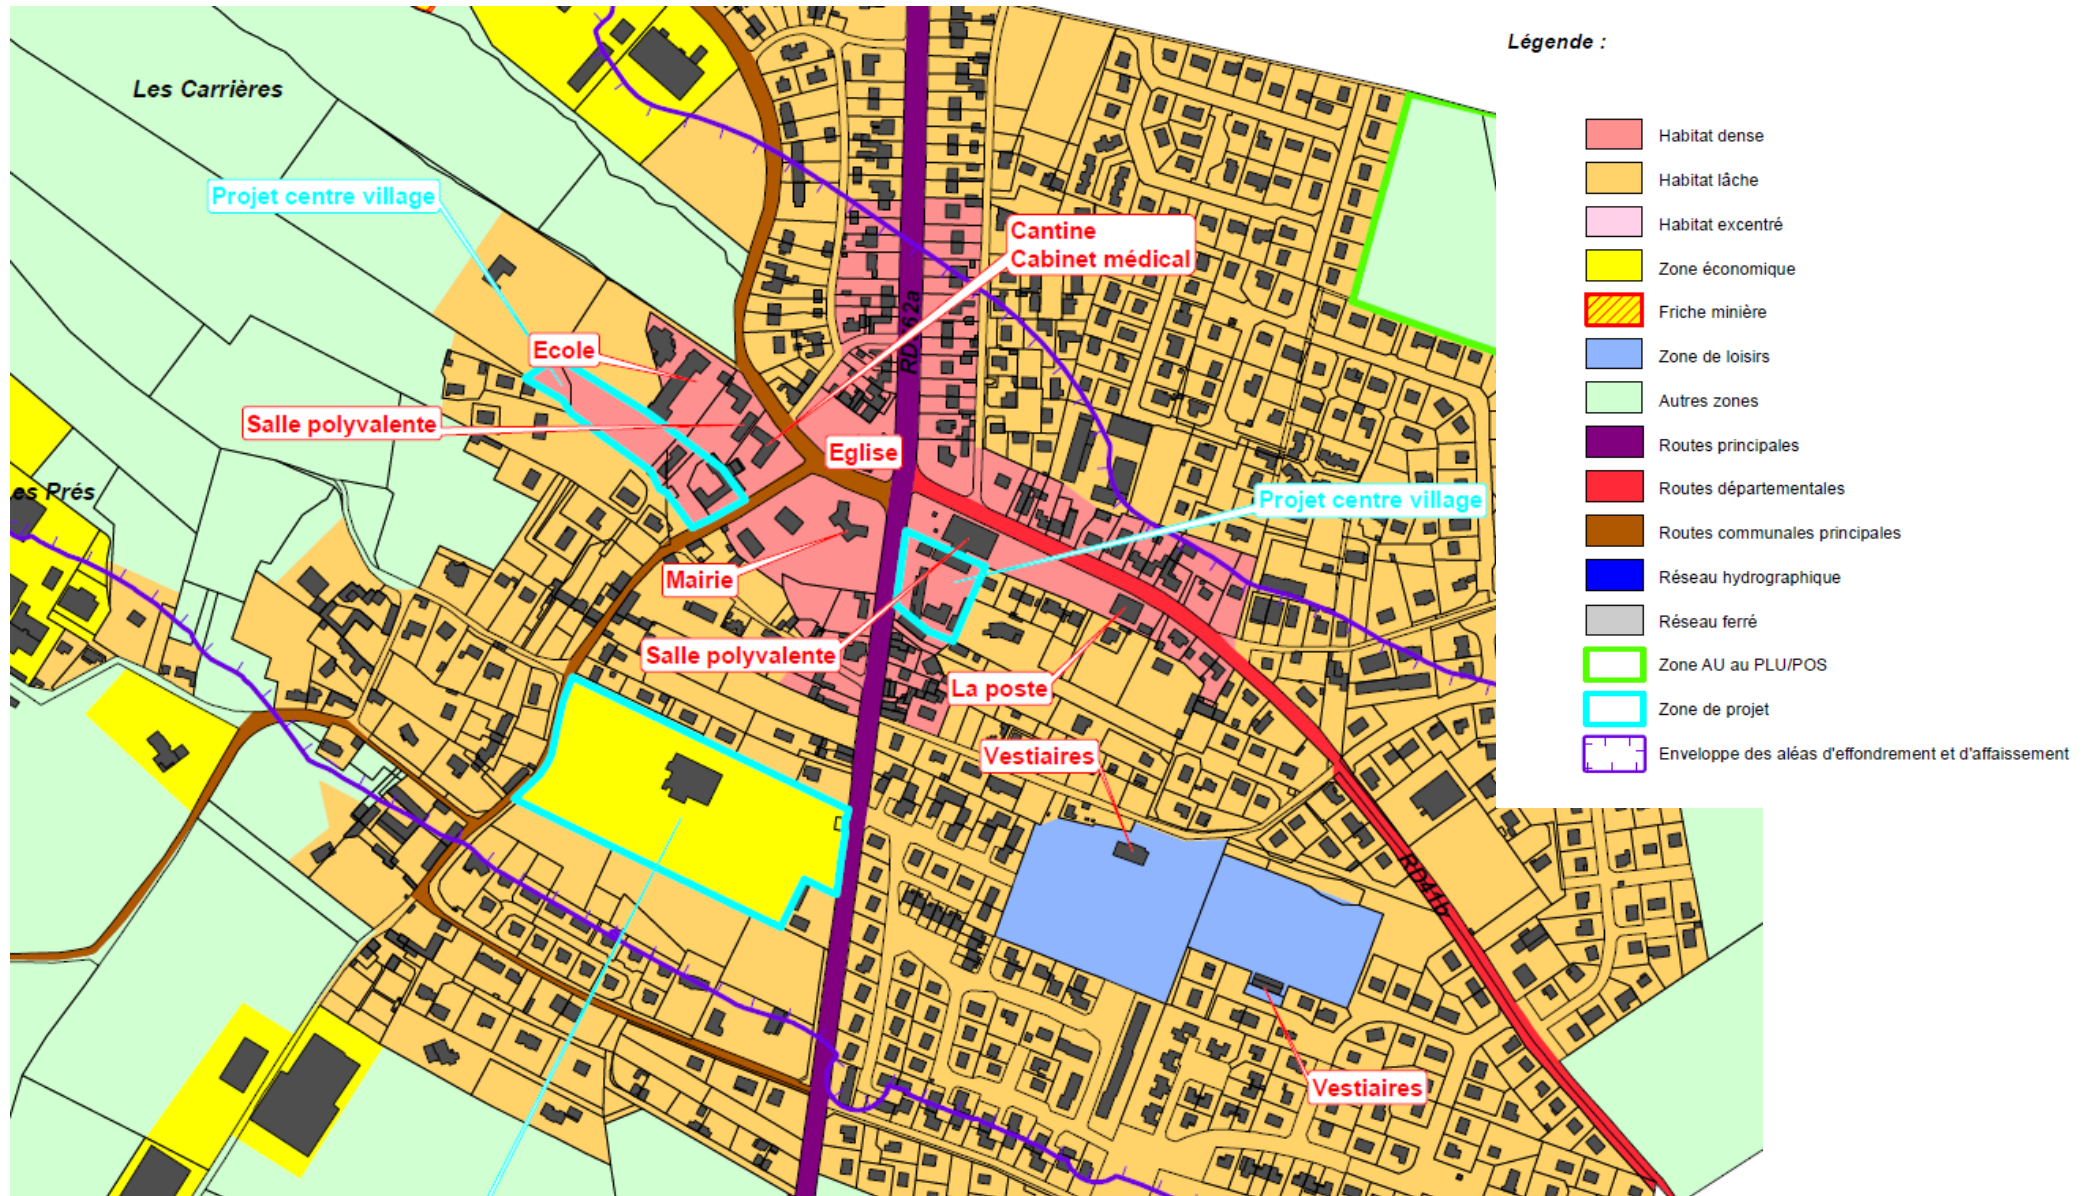 Légende :
Les Carrières
Habitat dense
Habitat lâche
Projet centre village
Habitat excentré
Cantine
Cabinet médical
Zone économique
Friche minière
Ecole
Zone de loisirs
Autres zones
Salle polyvalente
Eglise
Routes principales
es Prés
Projet centre village
Routes départementales
Routes communales principales
Mairie
Réseau hydrographique
Réseau ferré
Salle polyvalente
La poste
Zone AU au PLU/POS
Zone de projet
Vestiaires
Enveloppe des aléas d'effondrement et d'affaissement
RD41b
Vestiaires